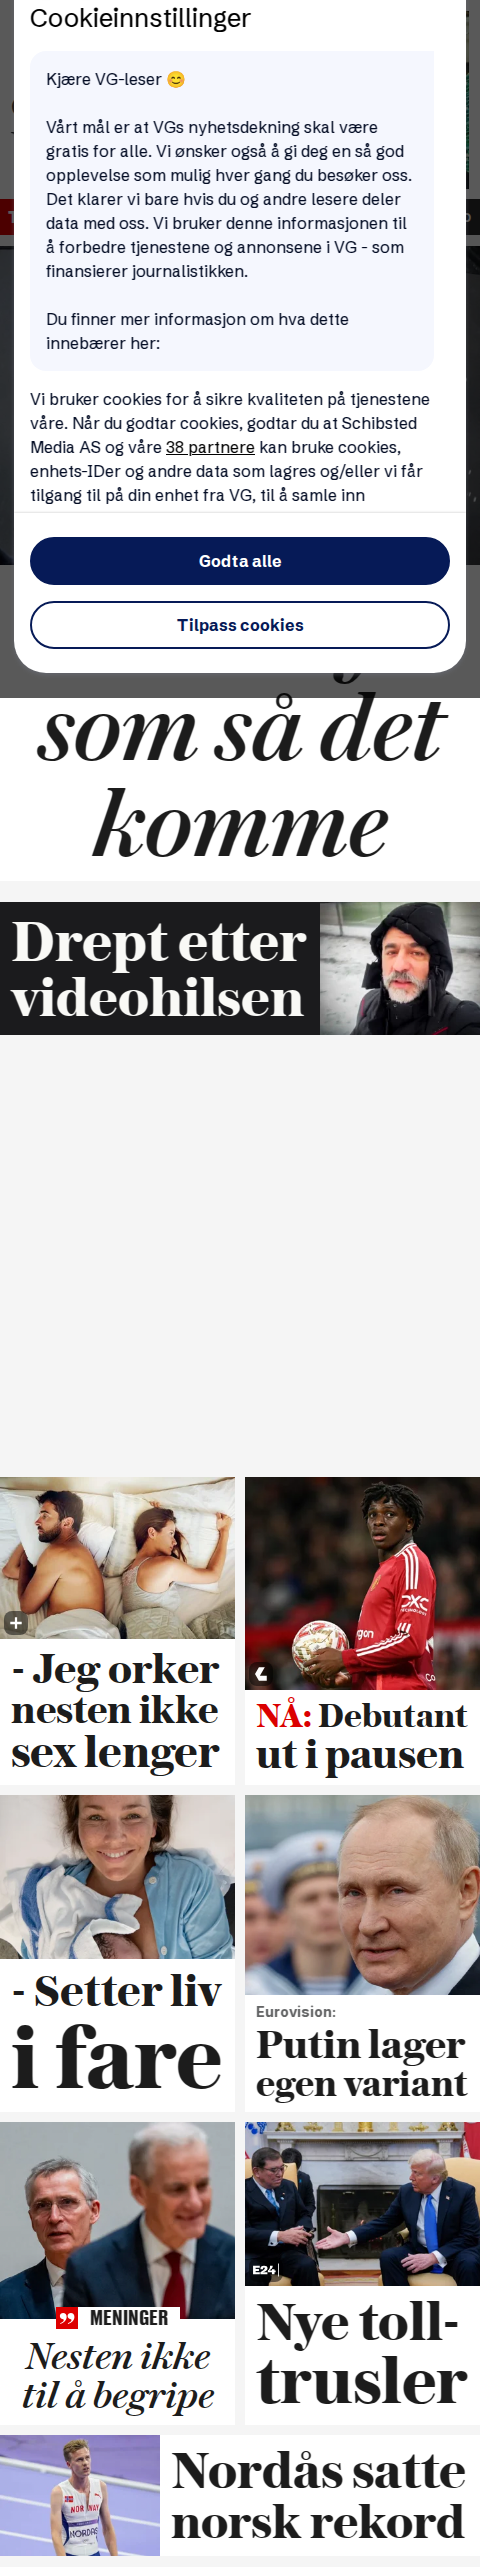 Cookieinnstillinger
Kjære VG-leser 😊
Vårt mål er at VGs nyhetsdekning skal være
gratis for alle. Vi ønsker også å gi deg en så god
opplevelse som mulig hver gang du besøker oss.
Det klarer vi bare hvis du og andre lesere deler
data med oss. Vi bruker denne informasjonen til
å forbedre tjenestene og annonsene i VG - som
finansierer journalistikken.
Du finner mer informasjon om hva dette
innebærer her:
Vi bruker cookies for å sikre kvaliteten på tjenestene
våre. Når du godtar cookies, godtar du at Schibsted
Media AS og våre 38 partnere kan bruke cookies,
enhets-IDer og andre data som lagres og/eller vi får
tilgang til på din enhet fra VG, til å samle inn
Godta alle
Tilpass cookies
som så det
komme
Drept etter
videohilsen
- Jeg orker
nesten ikke
sex lenger
NÅ: Debutant
ut i pausen
- Setter liv
i fare
Eurovision:
Putin lager
egen variant
MENINGER
Nesten ikke
til å begripe
E24
Nye toll-
trusler
NORWAY
NORDÅS
Nordås satte
norsk rekord